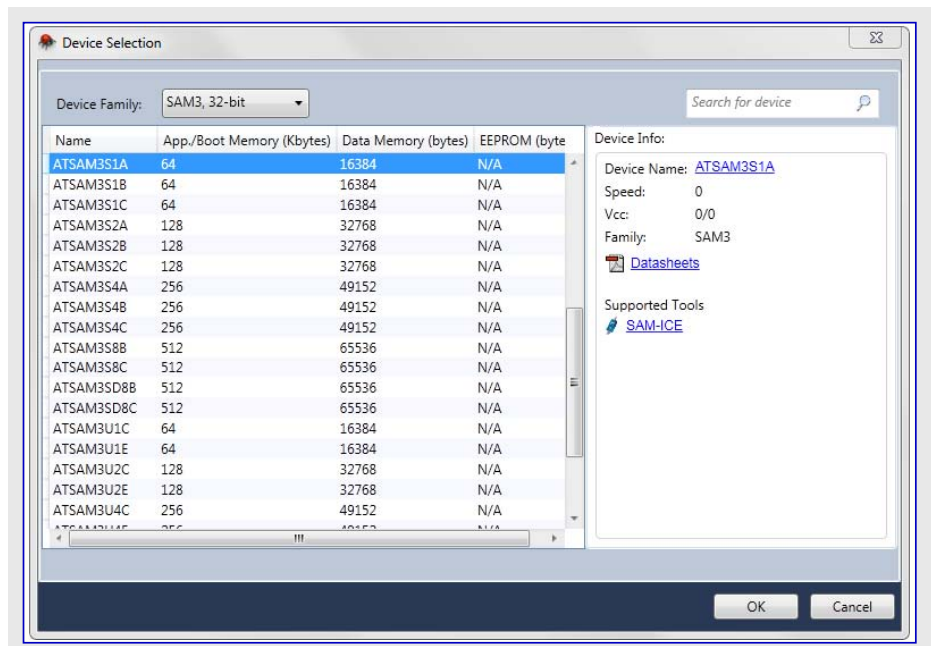 Device Selection
Device Family: SAM3, 32-bit Search for device
Name App./Boot Memory (Kbytes) Data Memory (bytes) EEPROM (byte
ATSAM3S1A 64 16384 N/A
ATSAM3S1B 64 16384 N/A
ATSAM3S1C 64 16384 N/A
ATSAM3S2A 128 32768 N/A
ATSAM3S2B 128 32768 N/A
ATSAM3S2C 128 32768 N/A
ATSAM3S4A 256 49152 N/A
ATSAM3S4B 256 49152 N/A
ATSAM3S4C 256 49152 N/A
ATSAM3S8B 512 65536 N/A
ATSAM3S8C 512 65536 N/A
ATSAM3SD8B 512 65536 N/A
ATSAM3SD8C 512 65536 N/A
ATSAM3U1C 64 16384 N/A
ATSAM3U1E 64 16384 N/A
ATSAM3U2C 128 32768 N/A
ATSAM3U2E 128 32768 N/A
ATSAM3U4C 256 49152 N/A
Device Info:
Device Name: ATSAM3S1A
Speed: 0
Vcc: 0/0
Family: SAM3
Datasheets
Supported Tools
SAM-ICE
OK Cancel